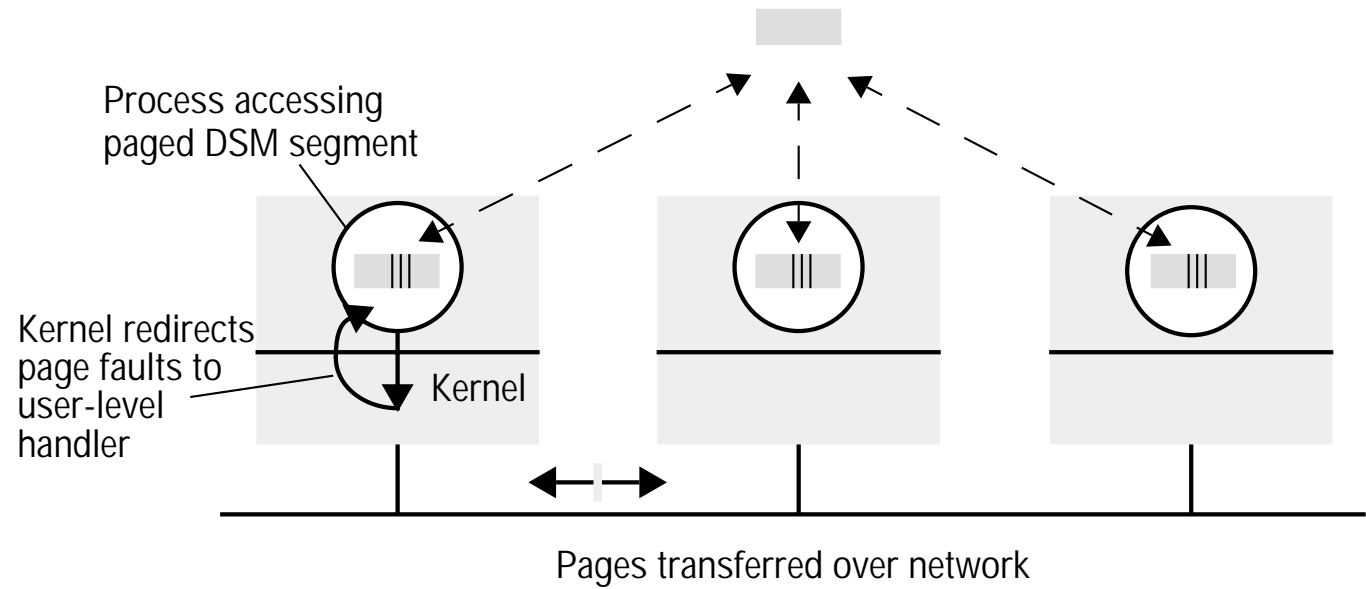 Process accessing
paged DSM segment
Kernel redirects
page faults to
user-level
handler
Kernel
Pages transferred over network